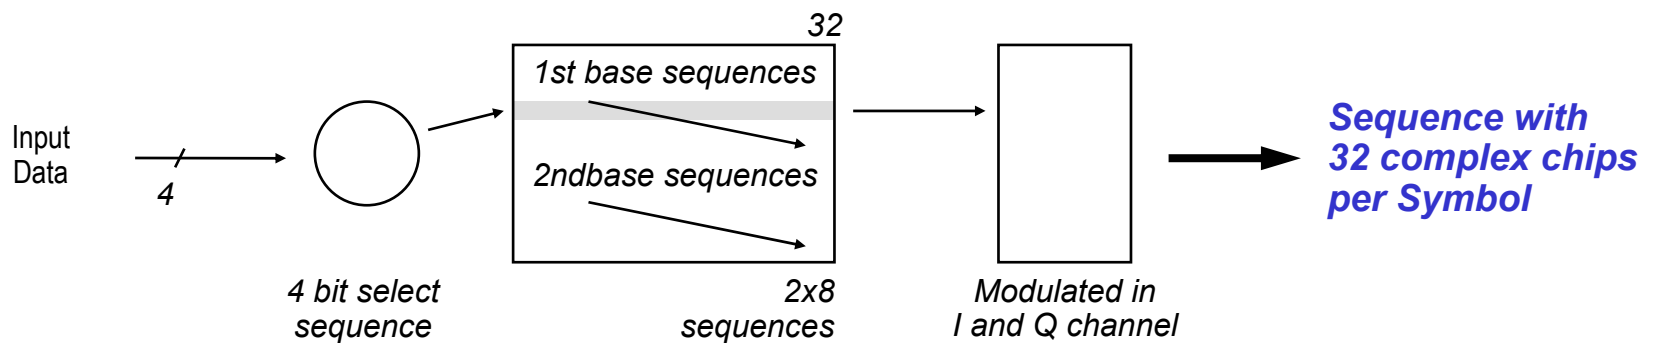 Input
Data
4
4 bit select
sequence
32
1st base sequences
2ndbase sequences
2x8
sequences
Modulated in
I and Q channel
Sequence with
32 complex chips
per Symbol